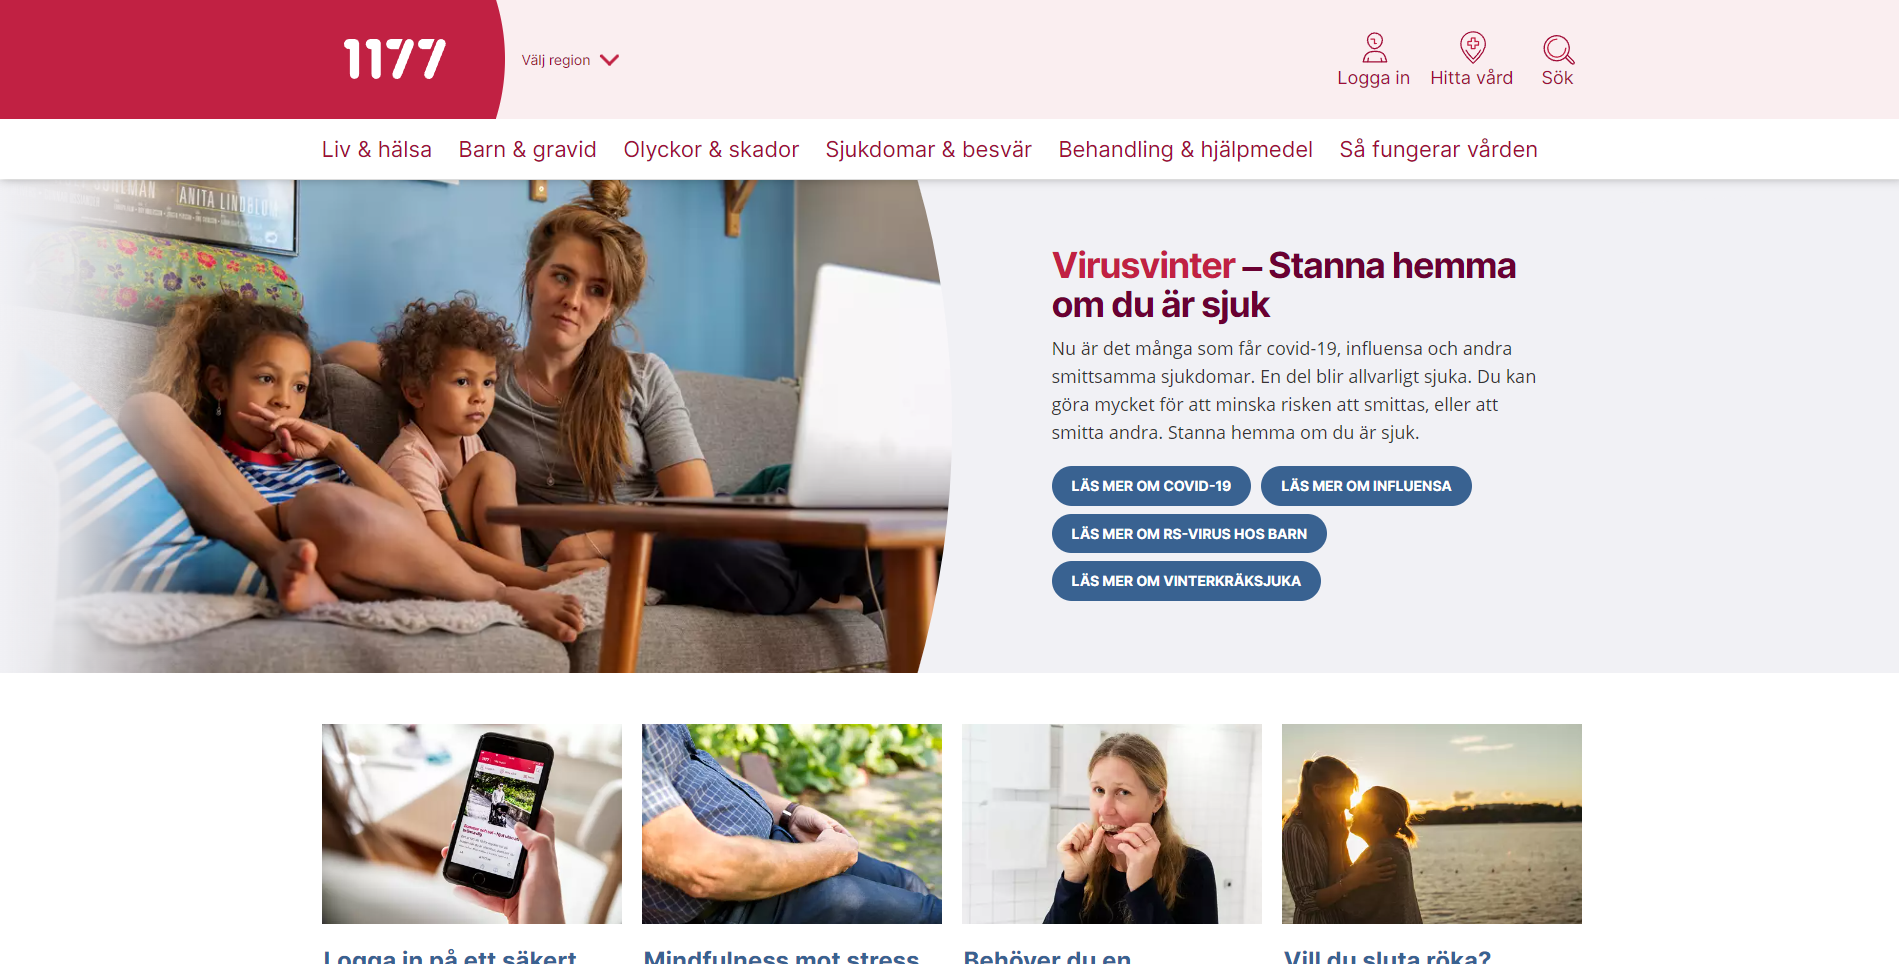 1177
Välj region
Logga in
Hitta vård
Sök
Liv & hälsa
Barn & gravid
Olyckor & skador
Sjukdomar & besvär
Behandling & hjälpmedel
Så fungerar vården
ANITA LINDBLOM
Virusvinter – Stanna hemma
om du är sjuk
Nu är det många som får covid-19, influensa och andra
smittsamma sjukdomar. En del blir allvarligt sjuka. Du kan
göra mycket för att minska risken att smittas, eller att
smitta andra. Stanna hemma om du är sjuk.
LÄS MER OM COVID-19
LÄS MER OM INFLUENSA
LÄS MER OM RS-VIRUS HOS BARN
LÄS MER OM VINTERKRÄKSJUKA
1177
Logga in på ett säkert
Mindfulness mot stress
Behöver du en
Vill du sluta röka?